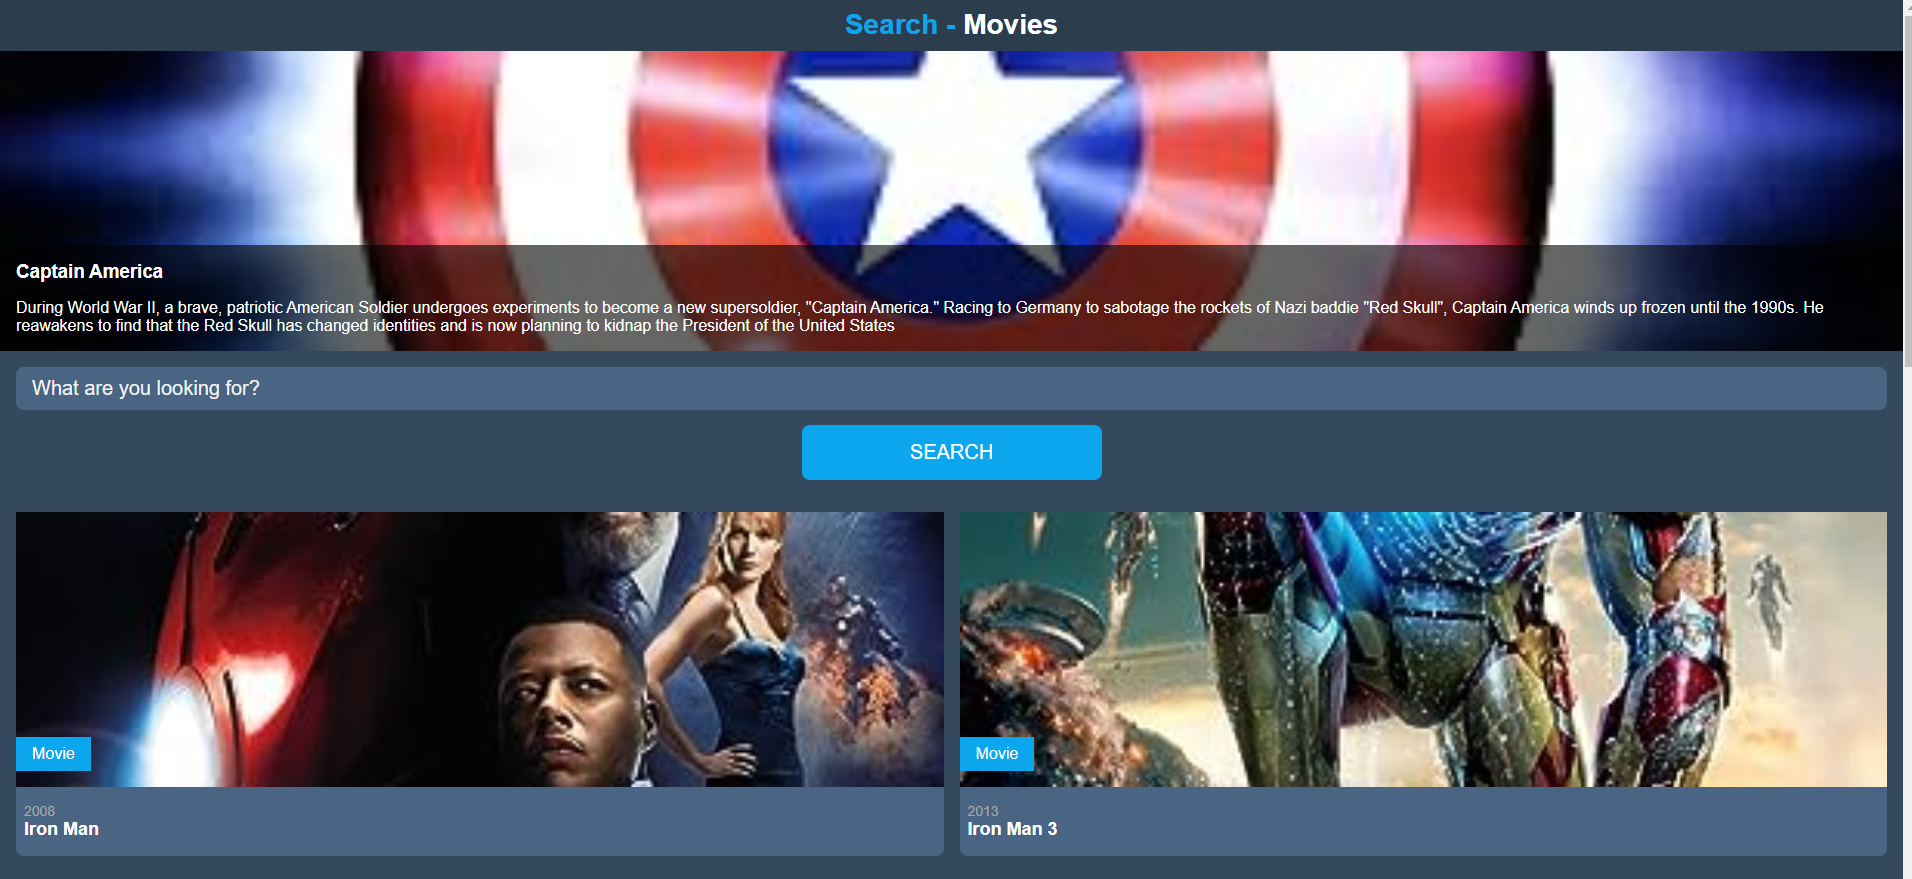 Search - Movies
Captain America
During World War II, a brave, patriotic American Soldier undergoes experiments to become a new supersoldier, "Captain America." Racing to Germany to sabotage the rockets of Nazi baddie "Red Skull", Captain America winds up frozen until the 1990s. He
reawakens to find that the Red Skull has changed identities and is now planning to kidnap the President of the United States
What are you looking for?
SEARCH
Movie
2008
Iron Man
Movie
2013
Iron Man 3